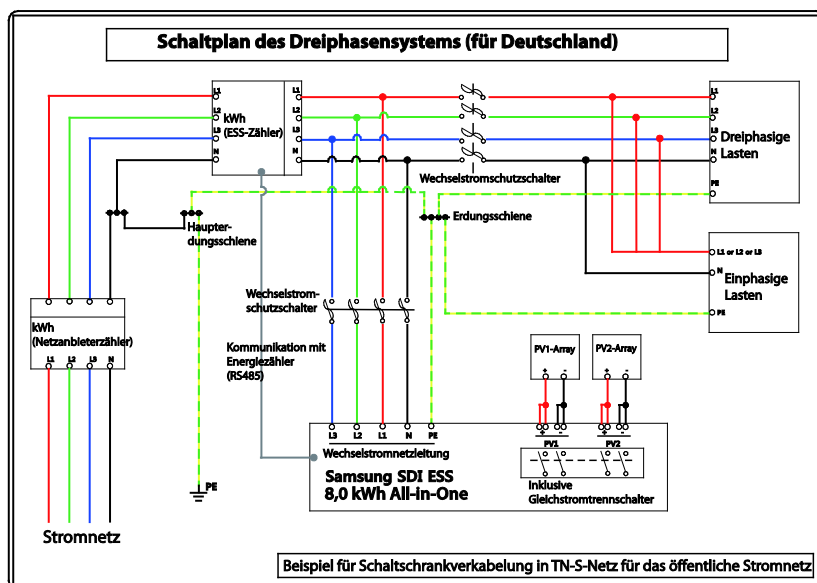 Schaltplan des Dreiphasensystems (für Deutschland)
L1
L2
L3
N
kWh
(ESS-Zähler)
L1
L2
L3
N
Wechselstromschutzschalter
L1
L2
L3
N
PE
Dreiphasige
Lasten
Haupter-
dungsschiene
Erdungsschiene
L1 or L2 or L3
N
PE
Einphasige
Lasten
kWh
(Netzanbieterzähler)
L1
L2
L3
N
Wechselstrom-
schutzschalter
Kommunikation mit
Energiezähler
(RS485)
PV1-Array
+ -
PV2-Array
+ -
L3
L2
L1
N
PE
Wechselstromnetzleitung
+ -
PV1
+ -
PV2
Samsung SDI ESS
8,0 kWh All-in-One
Inklusive
Gleichstromtrennschalter
PE
Stromnetz
Beispiel für Schaltschrankverkabelung in TN-S-Netz für das öffentliche Stromnetz